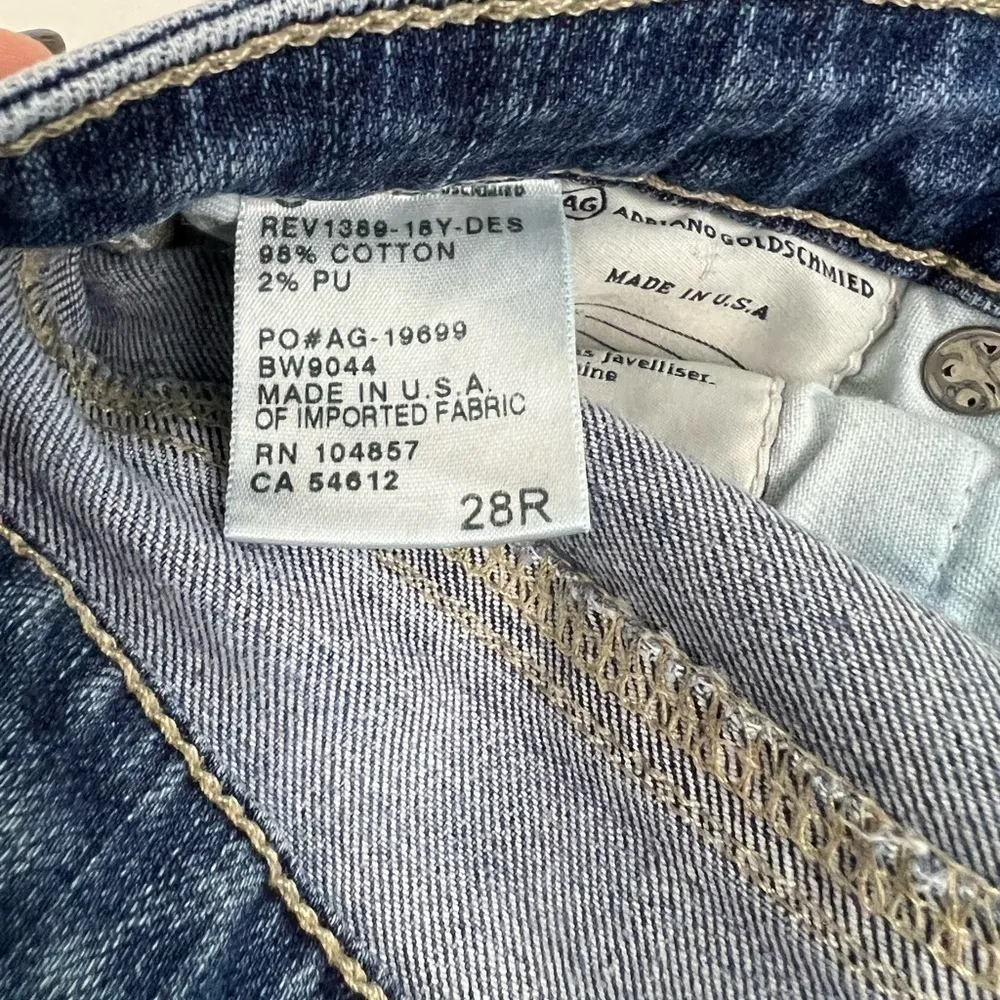 REV1389-18Y-DES
98% COTTON
2% PU
PO#AG-19699
BW9044
MADE IN U.S.A.
OF IMPORTED FABRIC
RN 104857
CA 54612
28R
AG ADRIANO GOLDSCHMIED
MADE IN U.S.A
javelliser.